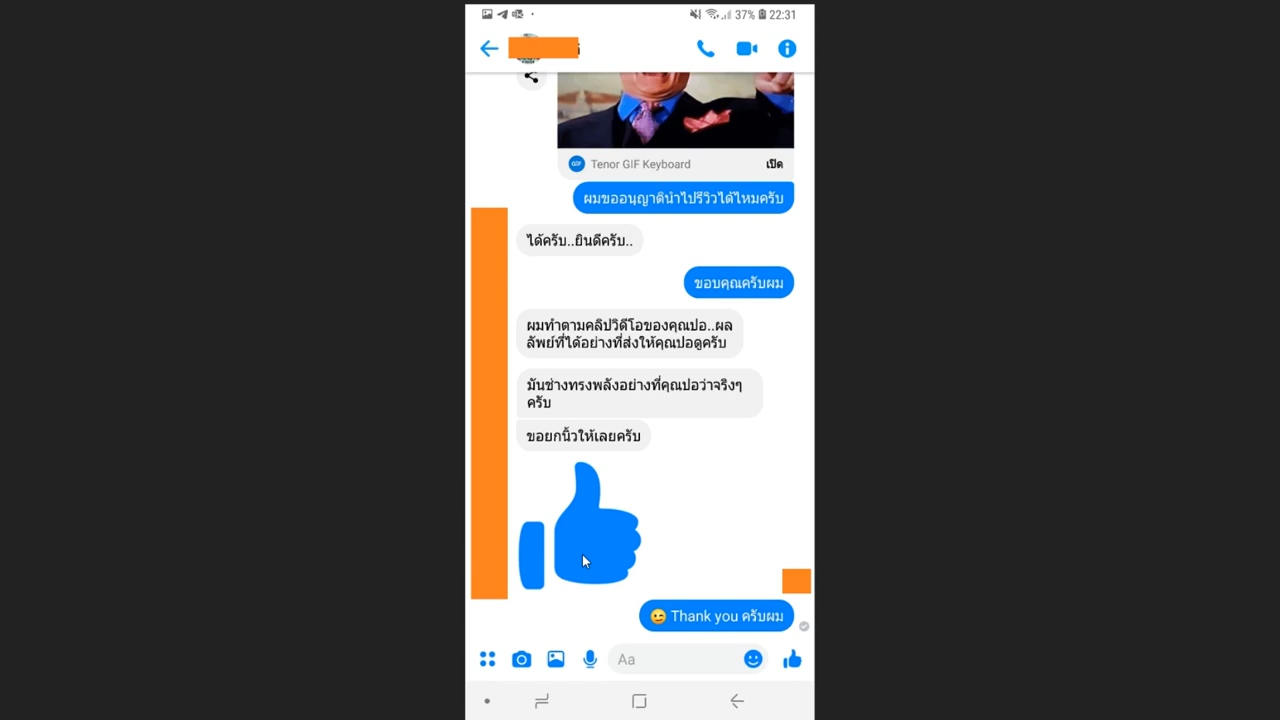 37% 22:31
Tenor GIF Keyboard เปิด
ผมขออนุญาตินำไปรีวิวได้ไหมครับ
ได้ครับ..ยินดีครับ..
ขอบคุณครับผม
ผมทำตามคลิปวิดีโอของคุณปอ..ผล
ลัพย์ที่ได้อย่างที่ส่งให้คุณปอดูครับ
มันช่างทรงพลังอย่างที่คุณปอว่าจริงๆ
ครับ
ขอยกนิ้วให้เลยครับ
😉 Thank you ครับผม
Aa